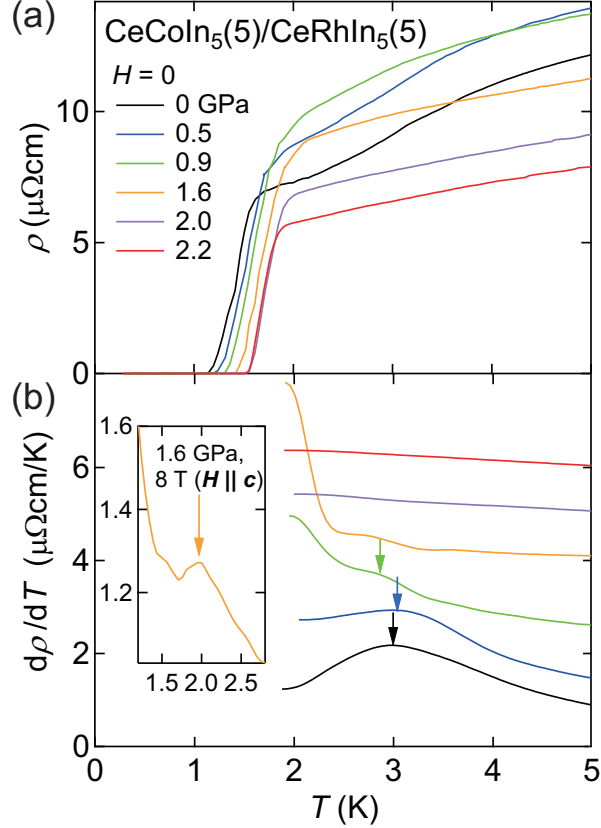 (a)
CeCoIn5(5)/CeRhIn5(5)
H = 0
0 GPa
0.5
0.9
1.6
2.0
2.2
10
5
0
ρ (μΩcm)
(b)
1.6
1.4
1.2
1.6 GPa,
8 T (H || c)
1.5 2.0 2.5
6
4
2
0
dρ/dT (μΩcm/K)
0 1 2 3 4 5
T (K)